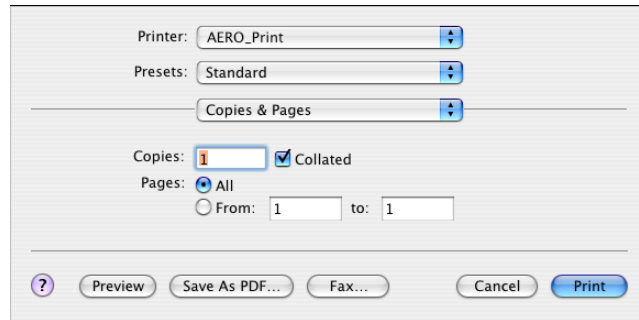 Printer: AERO_Print
Presets: Standard
Copies & Pages
Copies: 1 Collated
Pages: All
From: 1 to: 1
? Preview Save As PDF... Fax... Cancel Print